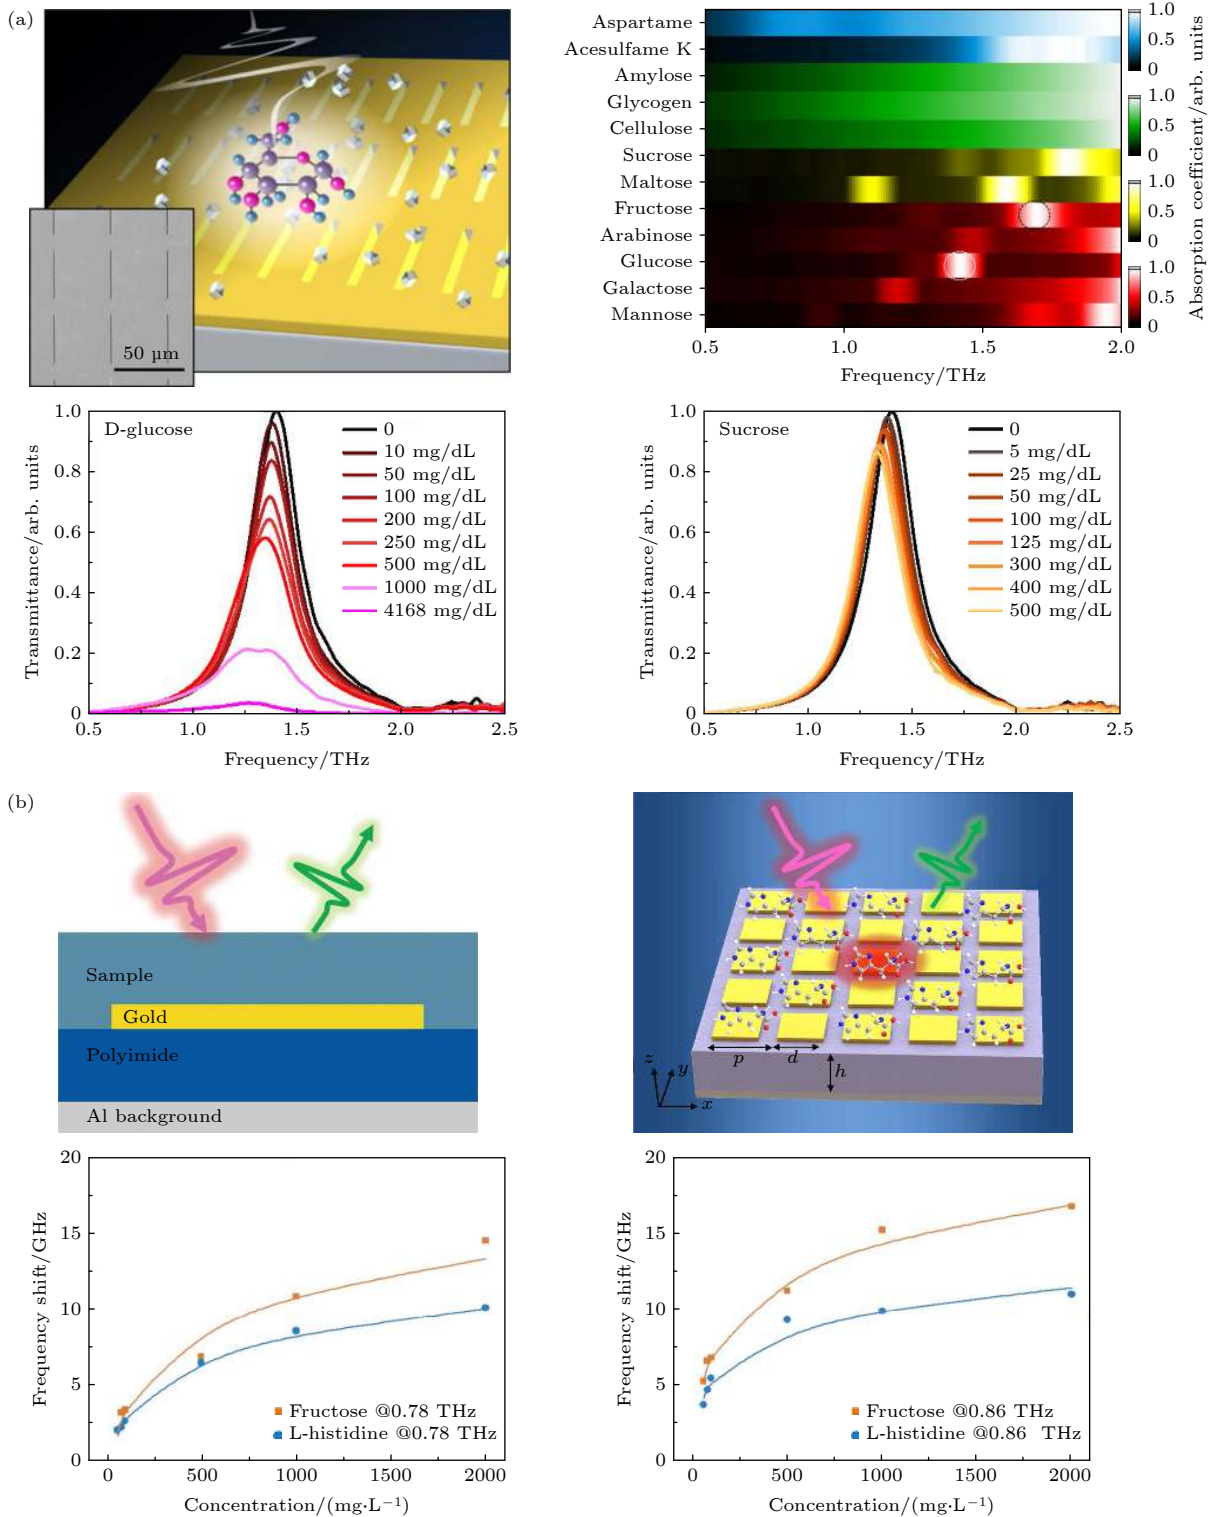 (a)
50 μm
Aspartame
Acesulfame K
Amylose
Glycogen
Cellulose
Sucrose
Maltose
Fructose
Arabinose
Glucose
Galactose
Mannose
0.5
1.0
1.5
2.0
Frequency/THz
1.0
0.5
0
1.0
0.5
0
1.0
0.5
0
1.0
0.5
0
Absorption coefficient/arb. units
D-glucose
0
10 mg/dL
50 mg/dL
100 mg/dL
200 mg/dL
250 mg/dL
500 mg/dL
1000 mg/dL
4168 mg/dL
1.0
0.8
0.6
0.4
0.2
0
Transmittance/arb. units
0.5
1.0
1.5
2.0
2.5
Frequency/THz
Sucrose
0
5 mg/dL
25 mg/dL
50 mg/dL
100 mg/dL
125 mg/dL
300 mg/dL
400 mg/dL
500 mg/dL
1.0
0.8
0.6
0.4
0.2
0
Transmittance/arb. units
0.5
1.0
1.5
2.0
2.5
Frequency/THz
(b)
Sample
Gold
Polyimide
Al background
p
d
h
z
y
x
20
15
10
5
0
Frequency shift/GHz
Fructose @0.78 THz
L-histidine @0.78 THz
0
500
1000
1500
2000
Concentration/(mg·L⁻¹)
20
15
10
5
0
Frequency shift/GHz
Fructose @0.86 THz
L-histidine @0.86 THz
0
500
1000
1500
2000
Concentration/(mg·L⁻¹)